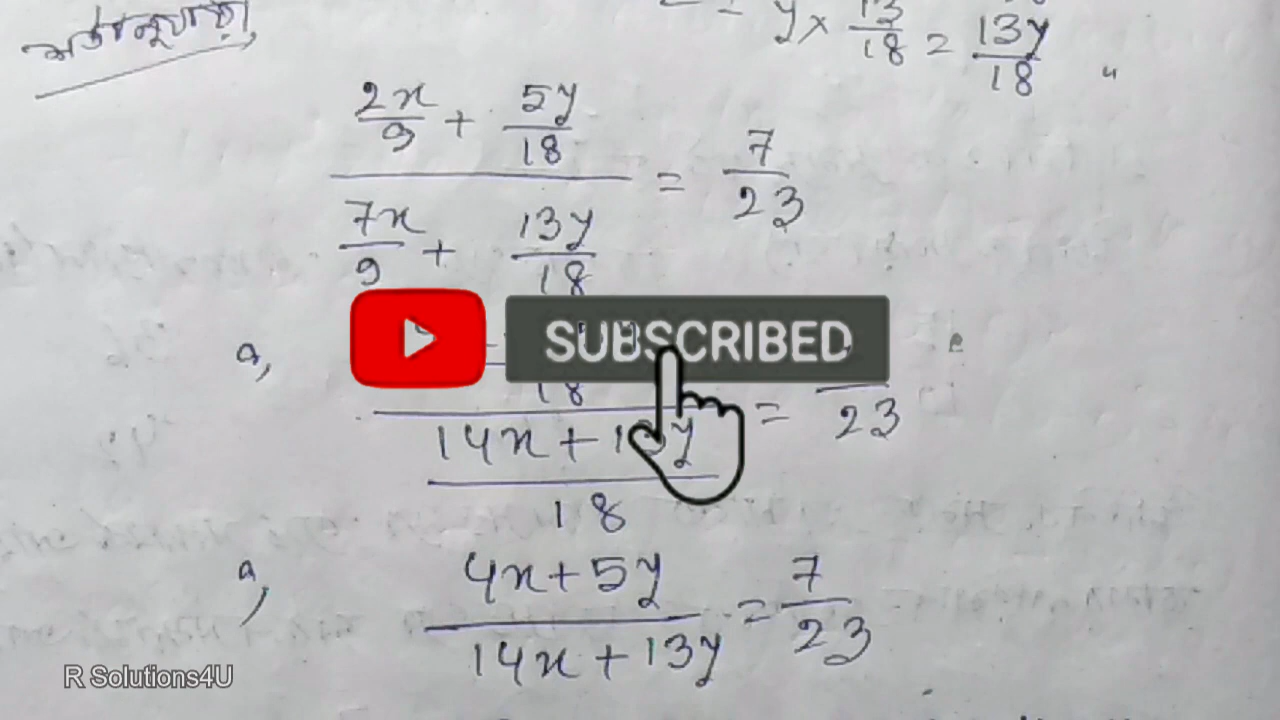 = y × 13/18 = 13y/18 "
শর্তানুযায়ী,
(2x/9 + 5y/18) / (7x/9 + 13y/18) = 7/23
SUBSCRIBED
18
a, (14x + 13y)/18 = 23
a, (4x + 5y)/(14x + 13y) = 7/23
R Solutions4U